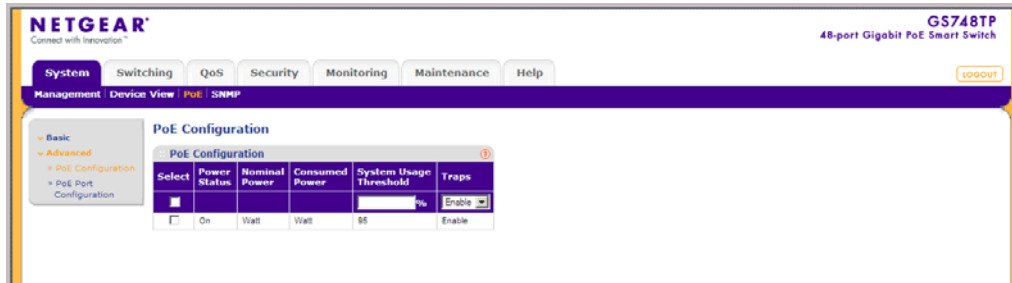 NETGEAR®
Connect with Innovation™
GS748TP
48-port Gigabit PoE Smart Switch
System Switching QoS Security Monitoring Maintenance Help
LOGOUT
Management Device View PoE SNMP
Basic
Advanced
PoE Configuration
PoE Port
Configuration
PoE Configuration
PoE Configuration ?
Select Power Status Nominal Power Consumed Power System Usage Threshold Traps
% Enable
On Watt Watt 95 Enable